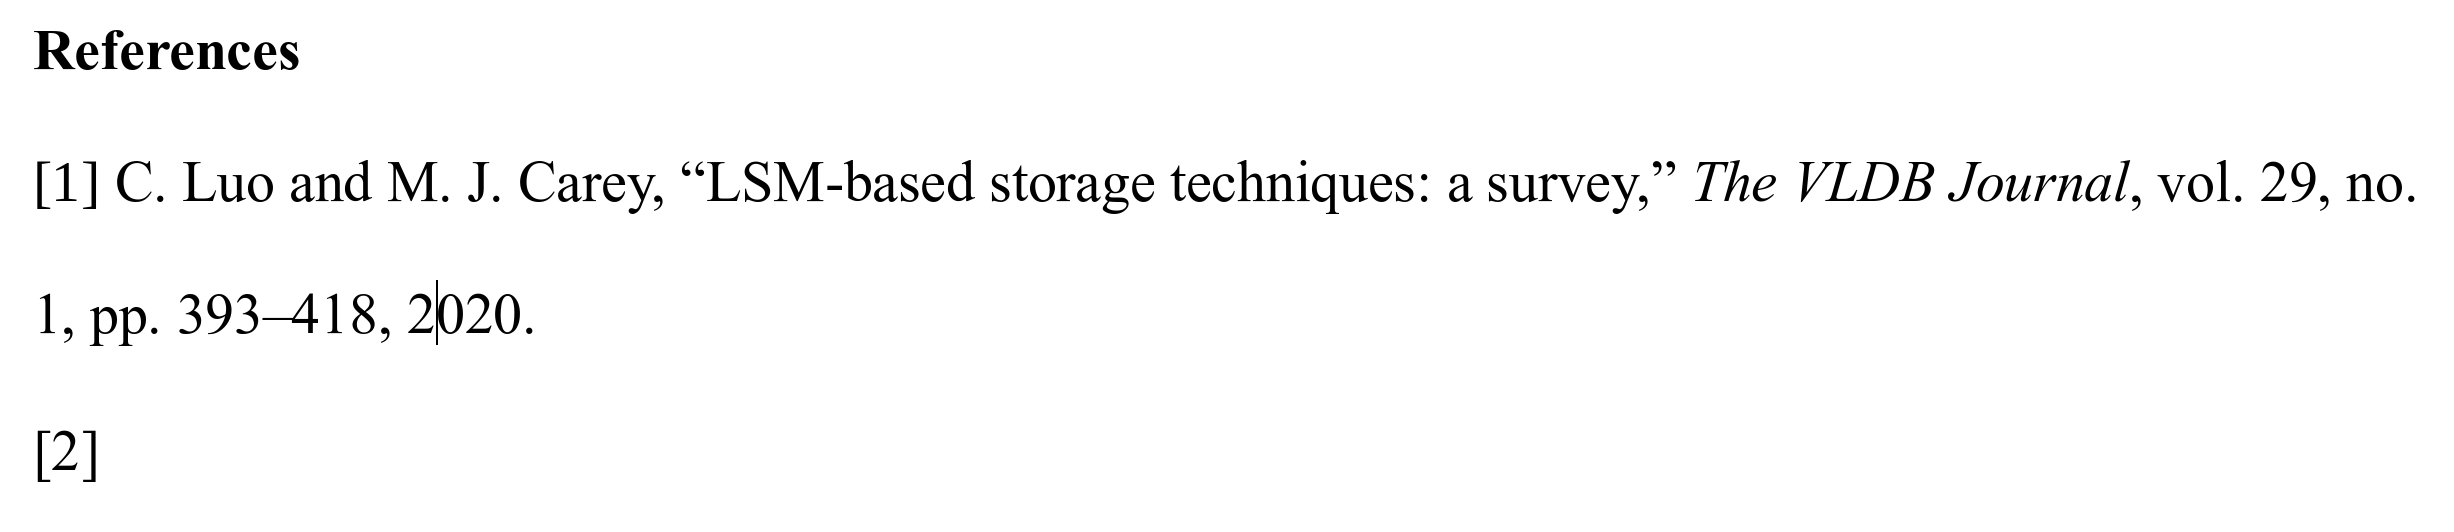 References
[1] C. Luo and M. J. Carey, “LSM-based storage techniques: a survey,” The VLDB Journal, vol. 29, no.
1, pp. 393–418, 2020.
[2]